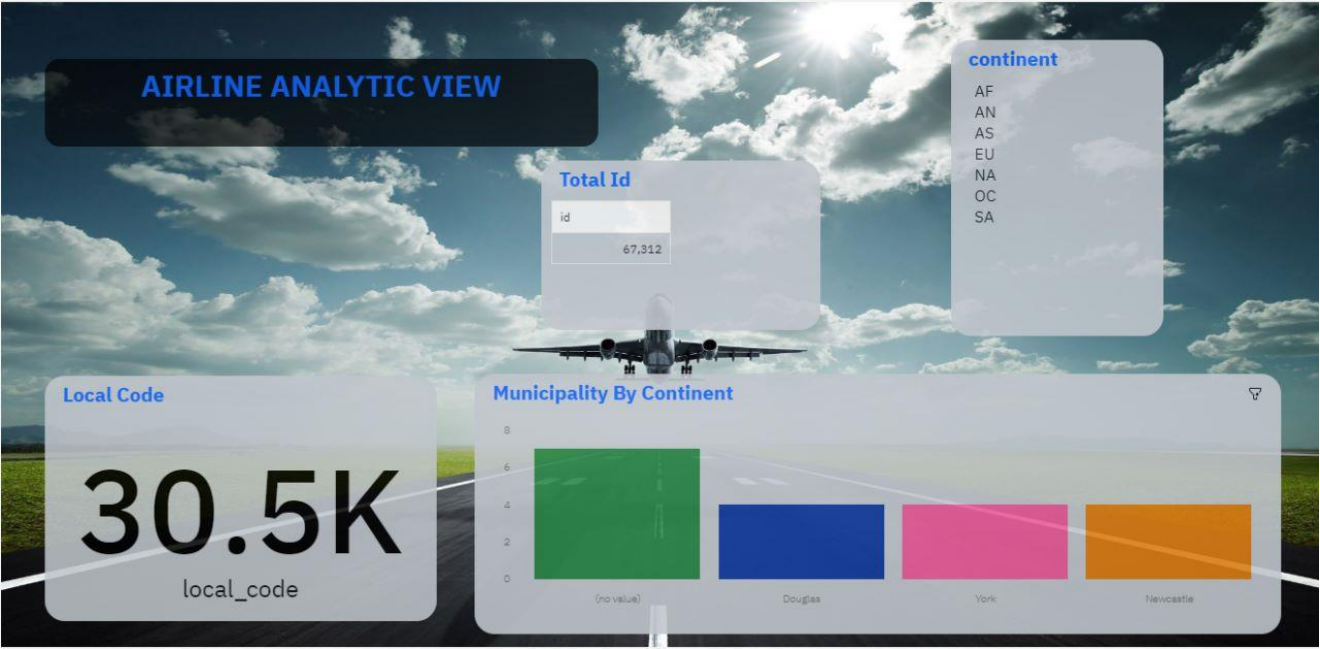 AIRLINE ANALYTIC VIEW
continent
AF
AN
AS
EU
NA
OC
SA
Total Id
id
67,312
Local Code
30.5K
local_code
Municipality By Continent
8
6
4
2
0
(no value)
Douglas
York
Newcastle